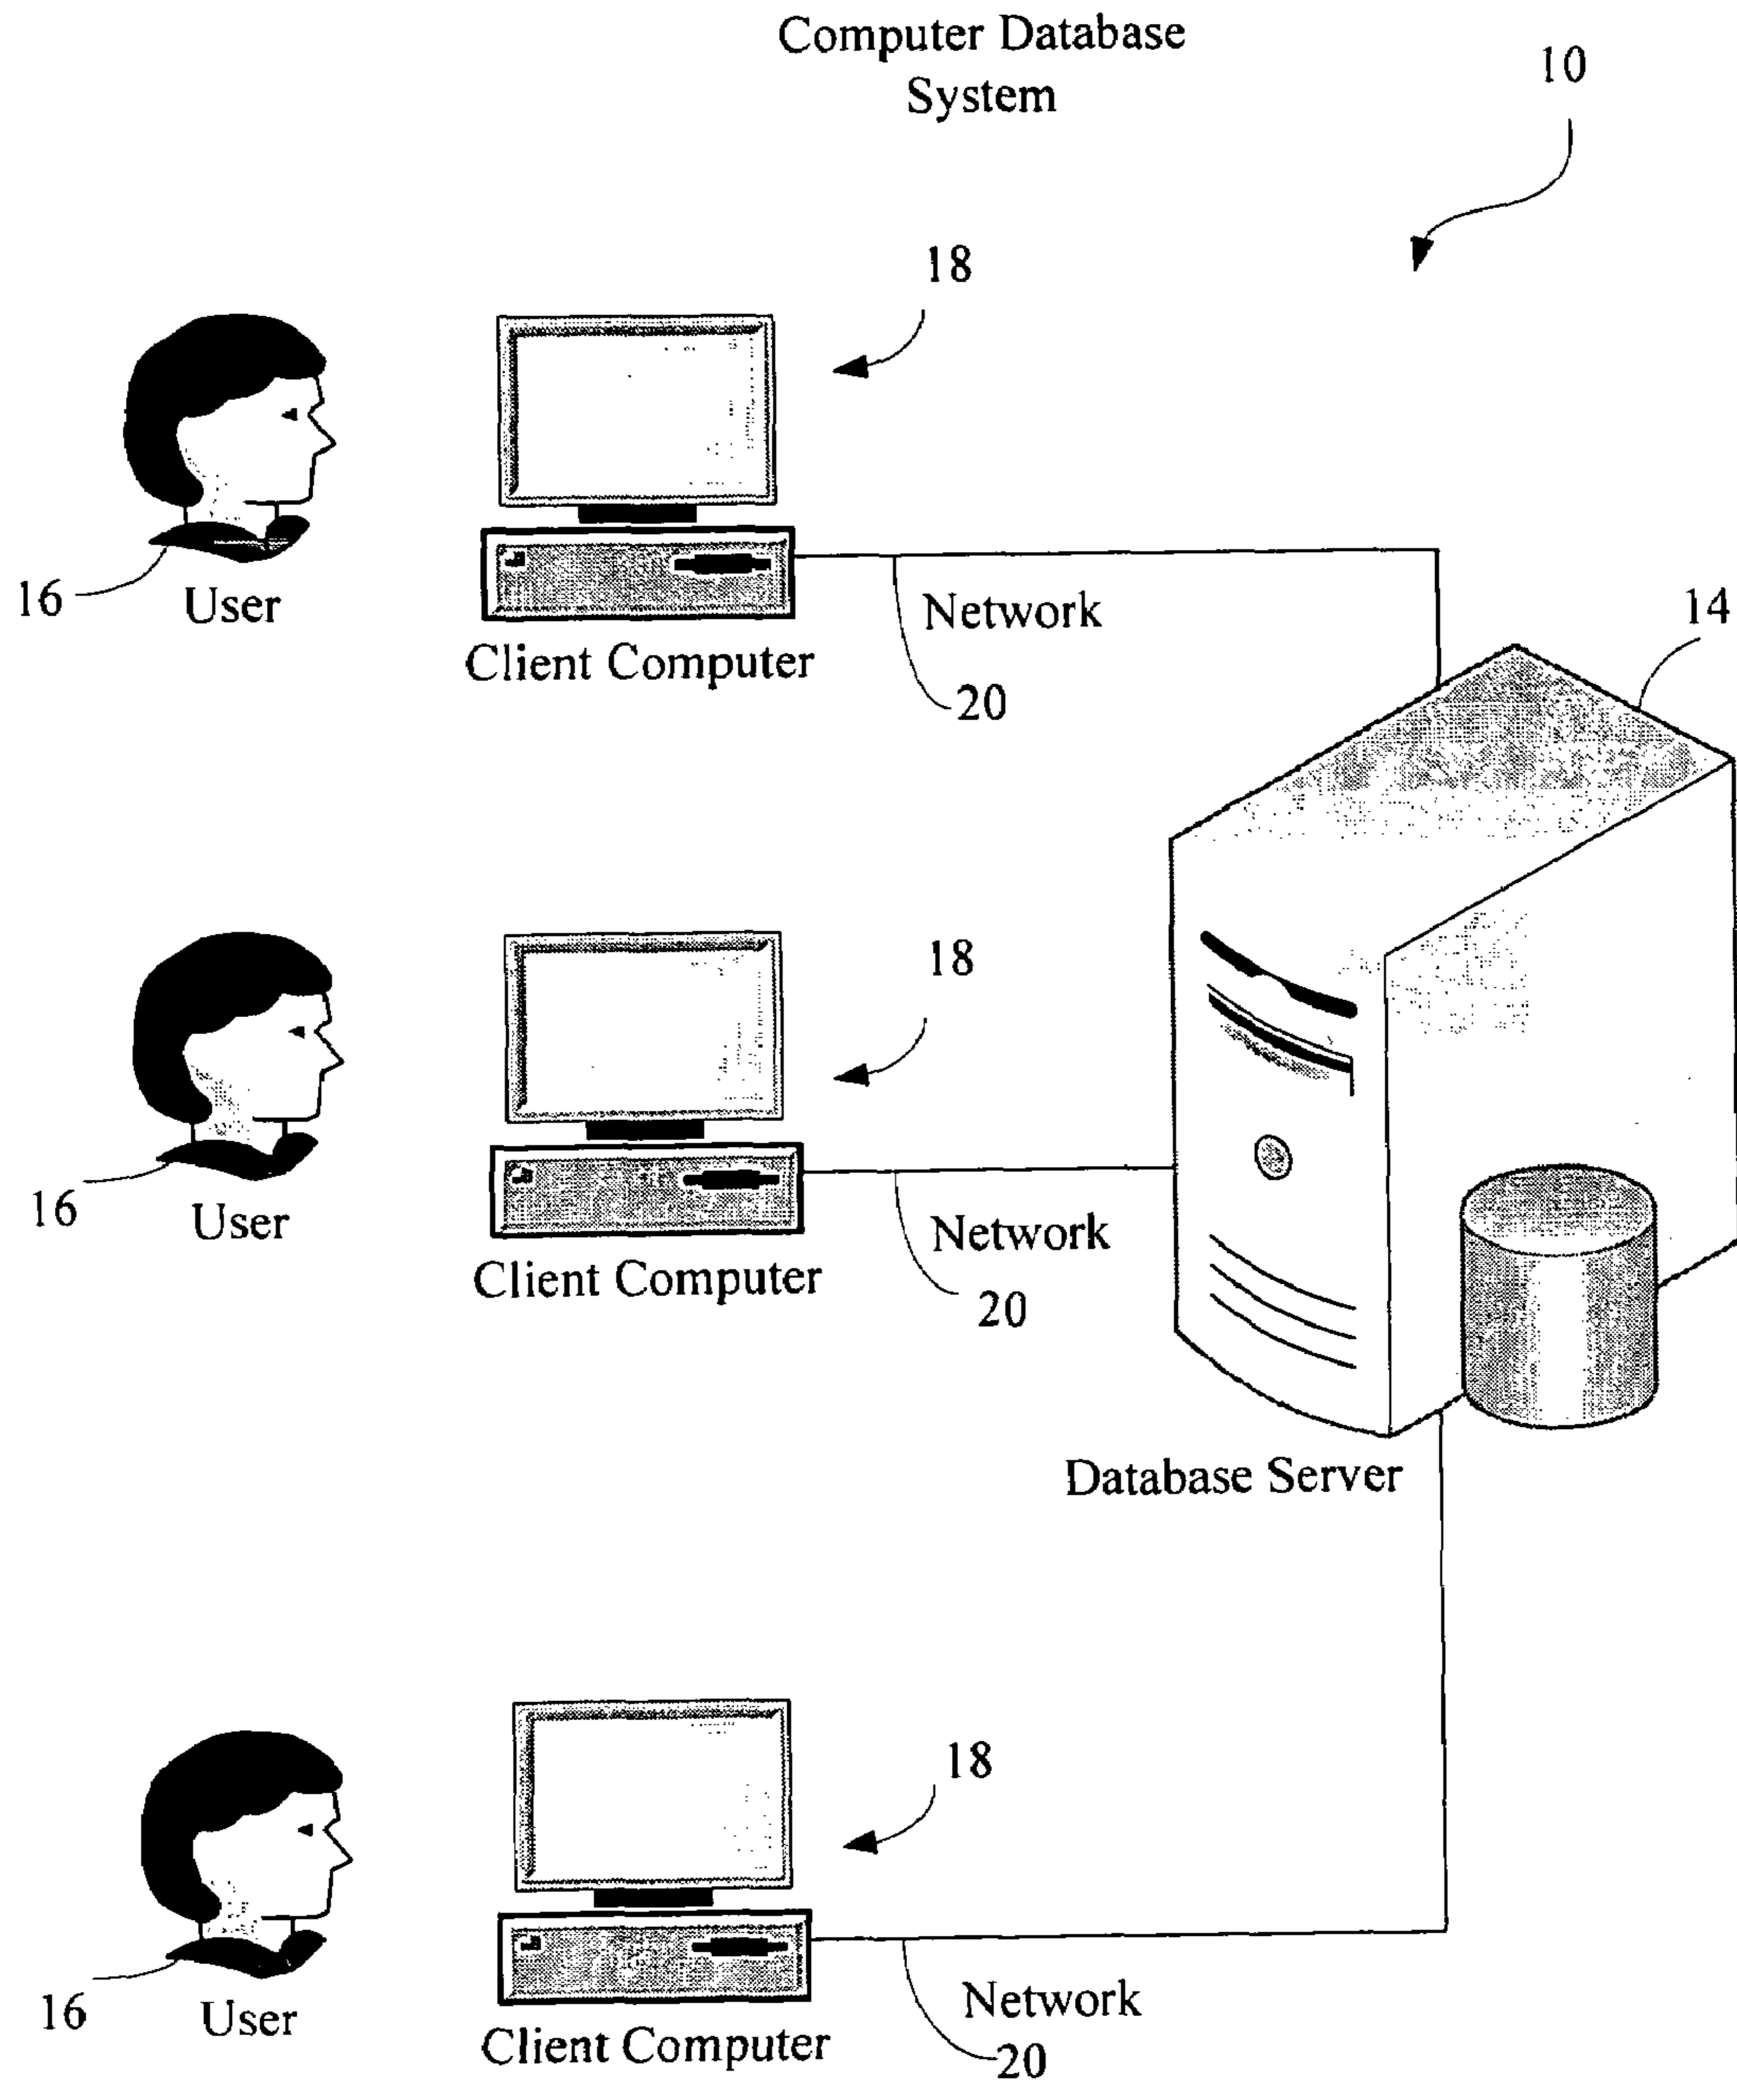 Computer Database
System
10
18
16
User
Client Computer
Network
20
14
18
16
User
Client Computer
Network
20
Database Server
18
16
User
Client Computer
Network
20